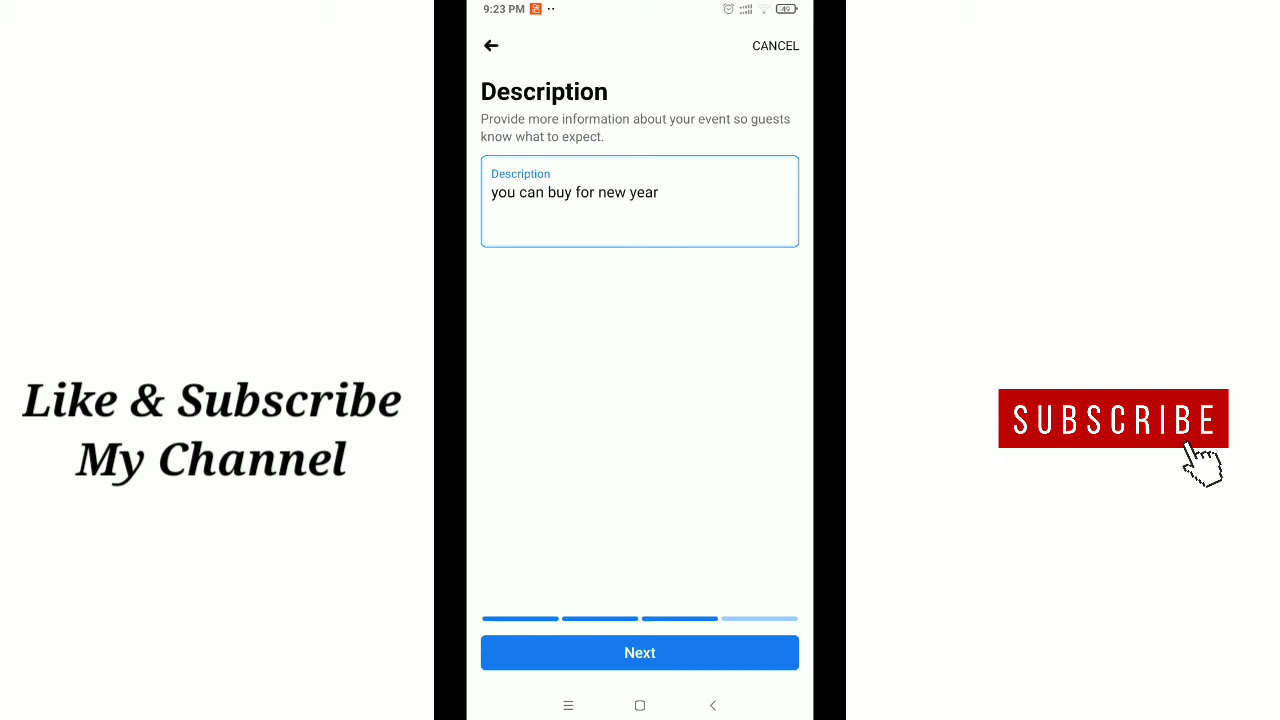 9:23 PM
49
CANCEL
Description
Provide more information about your event so guests
know what to expect.
Description
you can buy for new year
Like & Subscribe
My Channel
SUBSCRIBE
Next